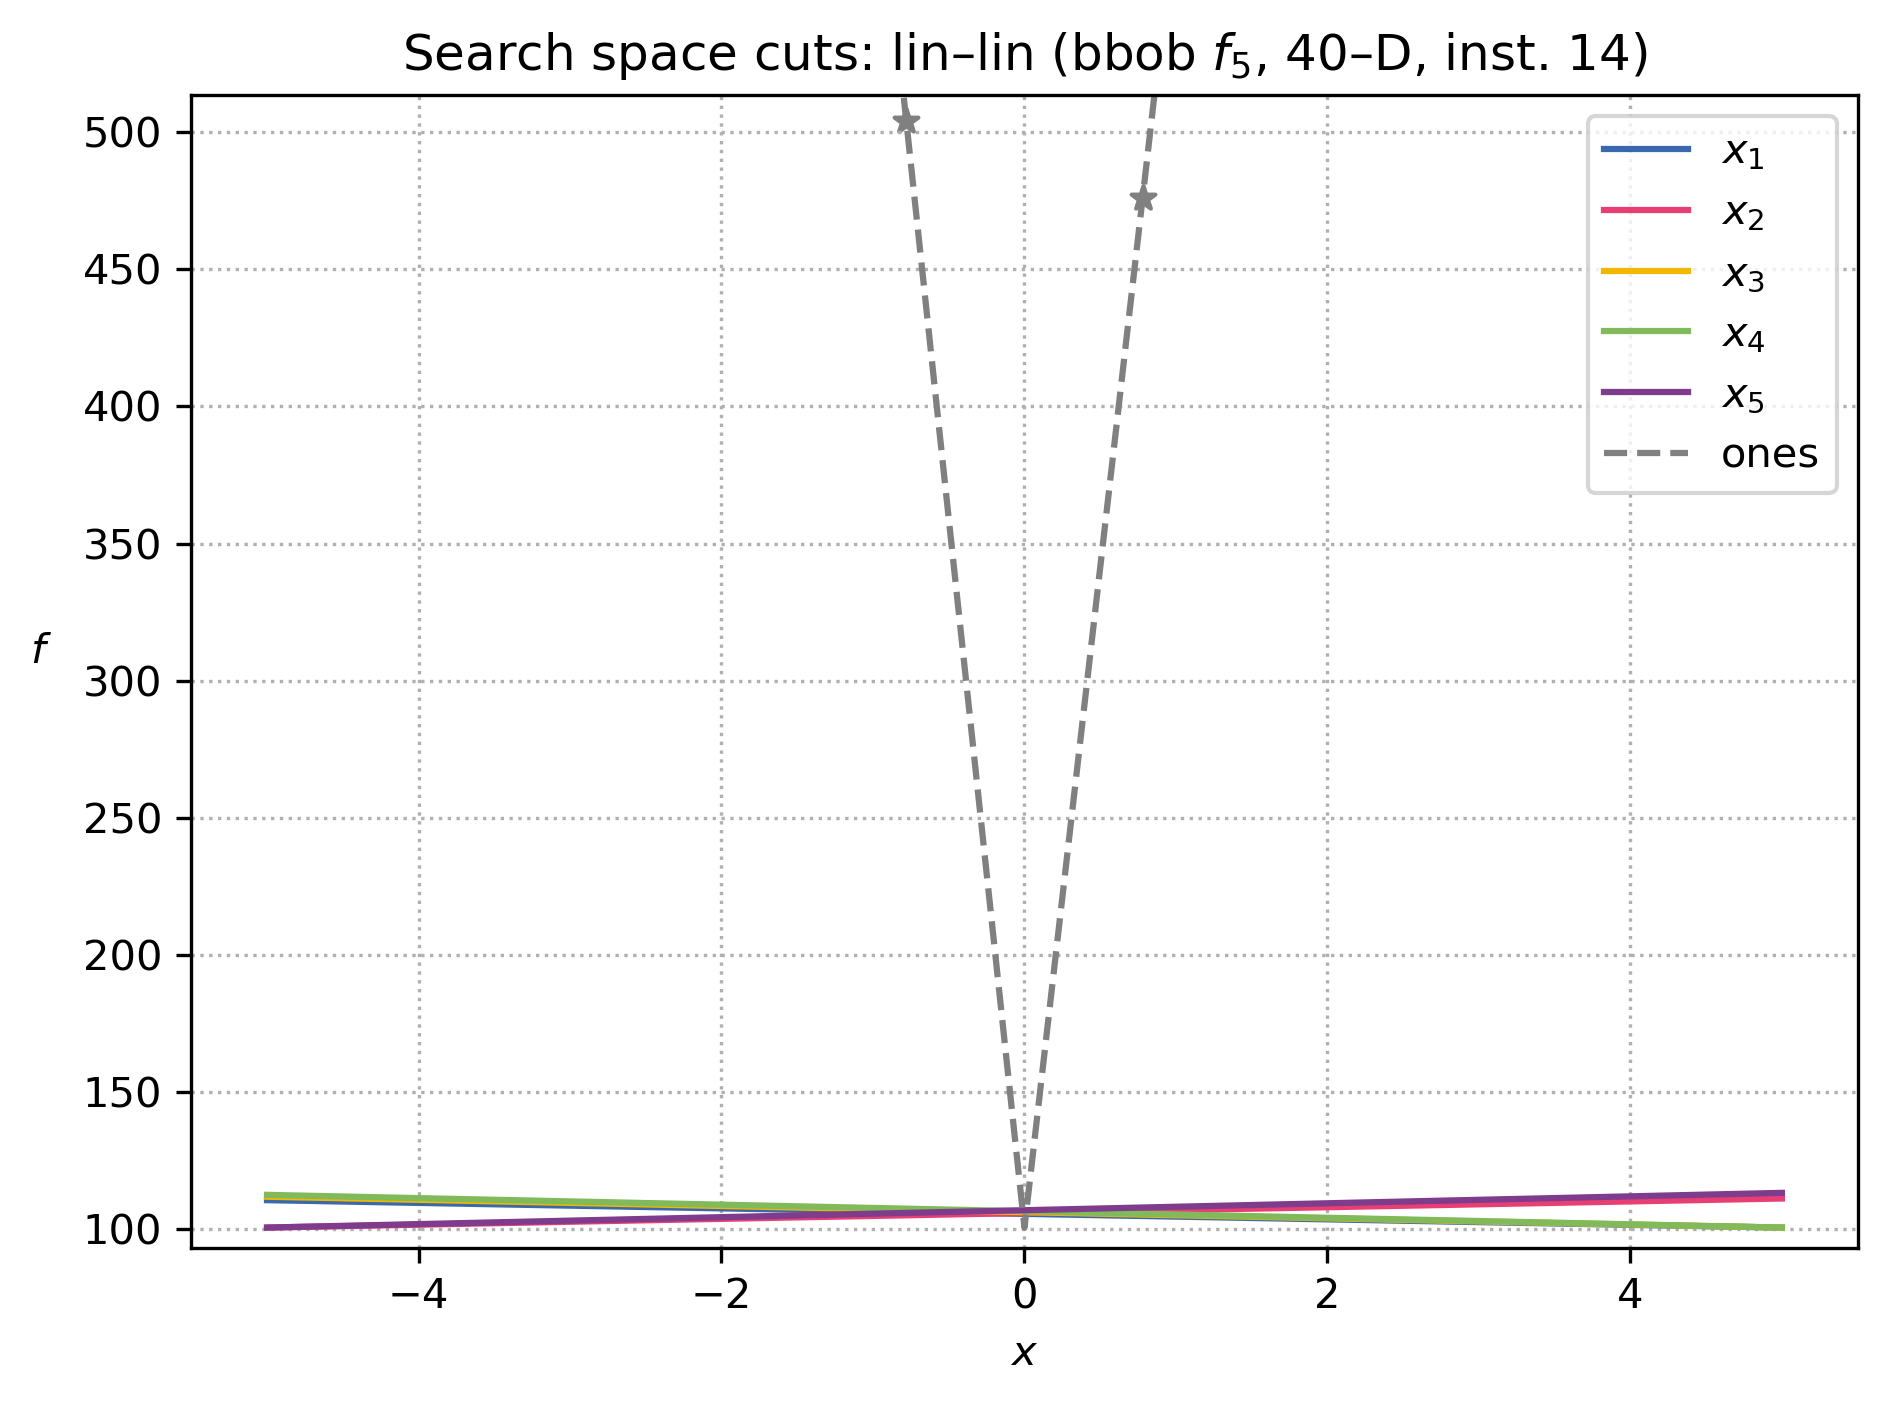 Search space cuts: lin–lin (bbob f5, 40–D, inst. 14)
500
450
400
350
300
250
200
150
100
f
x1
x2
x3
x4
x5
ones
−4
−2
0
2
4
x